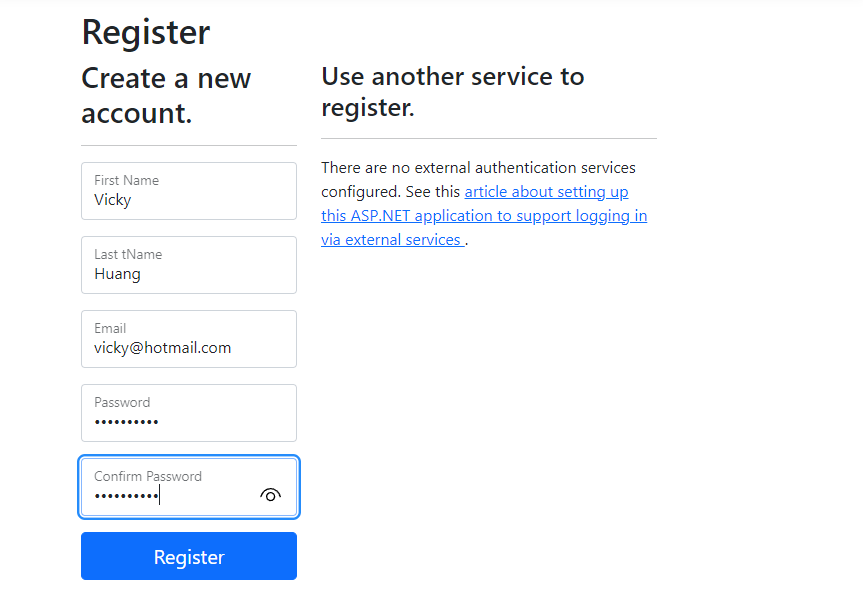 Register
Create a new
account.
First Name
Vicky
Last tName
Huang
Email
vicky@hotmail.com
Password
••••••••••
Confirm Password
••••••••••
Register
Use another service to
register.
There are no external authentication services
configured. See this article about setting up
this ASP.NET application to support logging in
via external services .